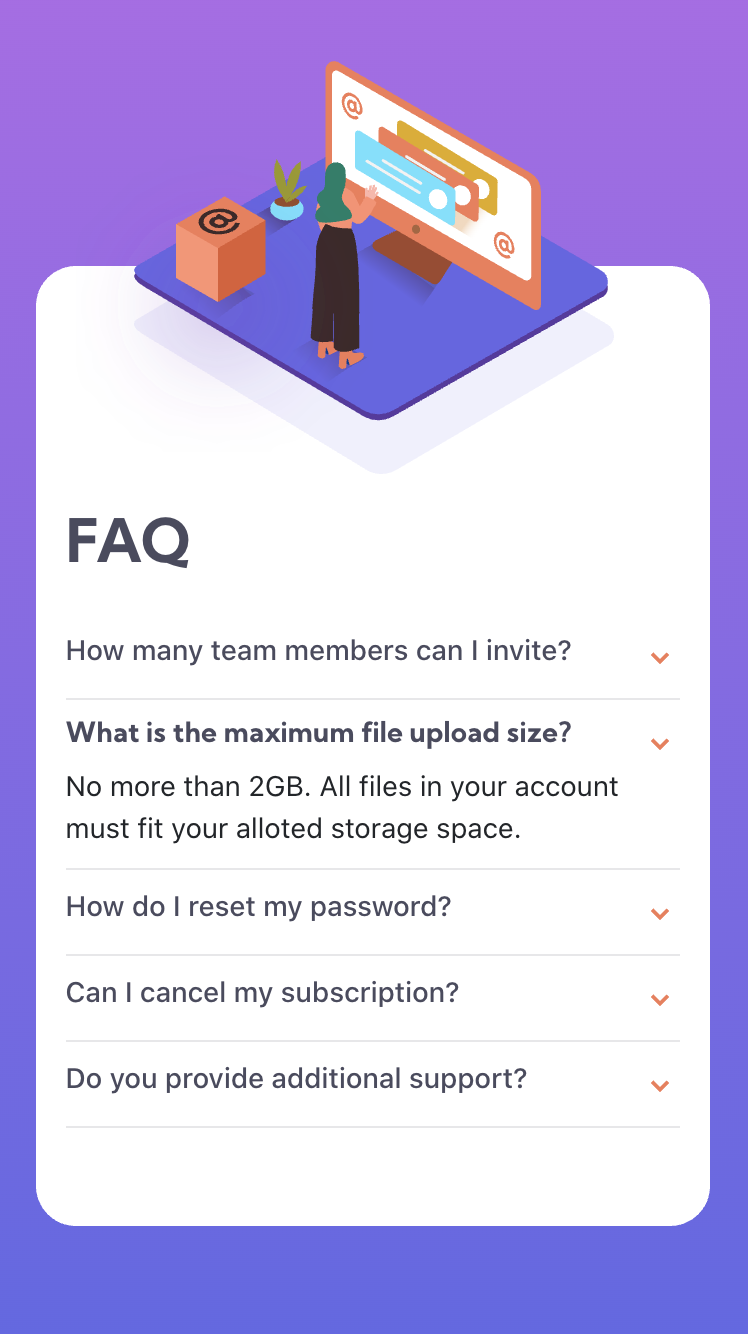 @
@
@
FAQ
How many team members can I invite?
What is the maximum file upload size?
No more than 2GB. All files in your account
must fit your alloted storage space.
How do I reset my password?
Can I cancel my subscription?
Do you provide additional support?